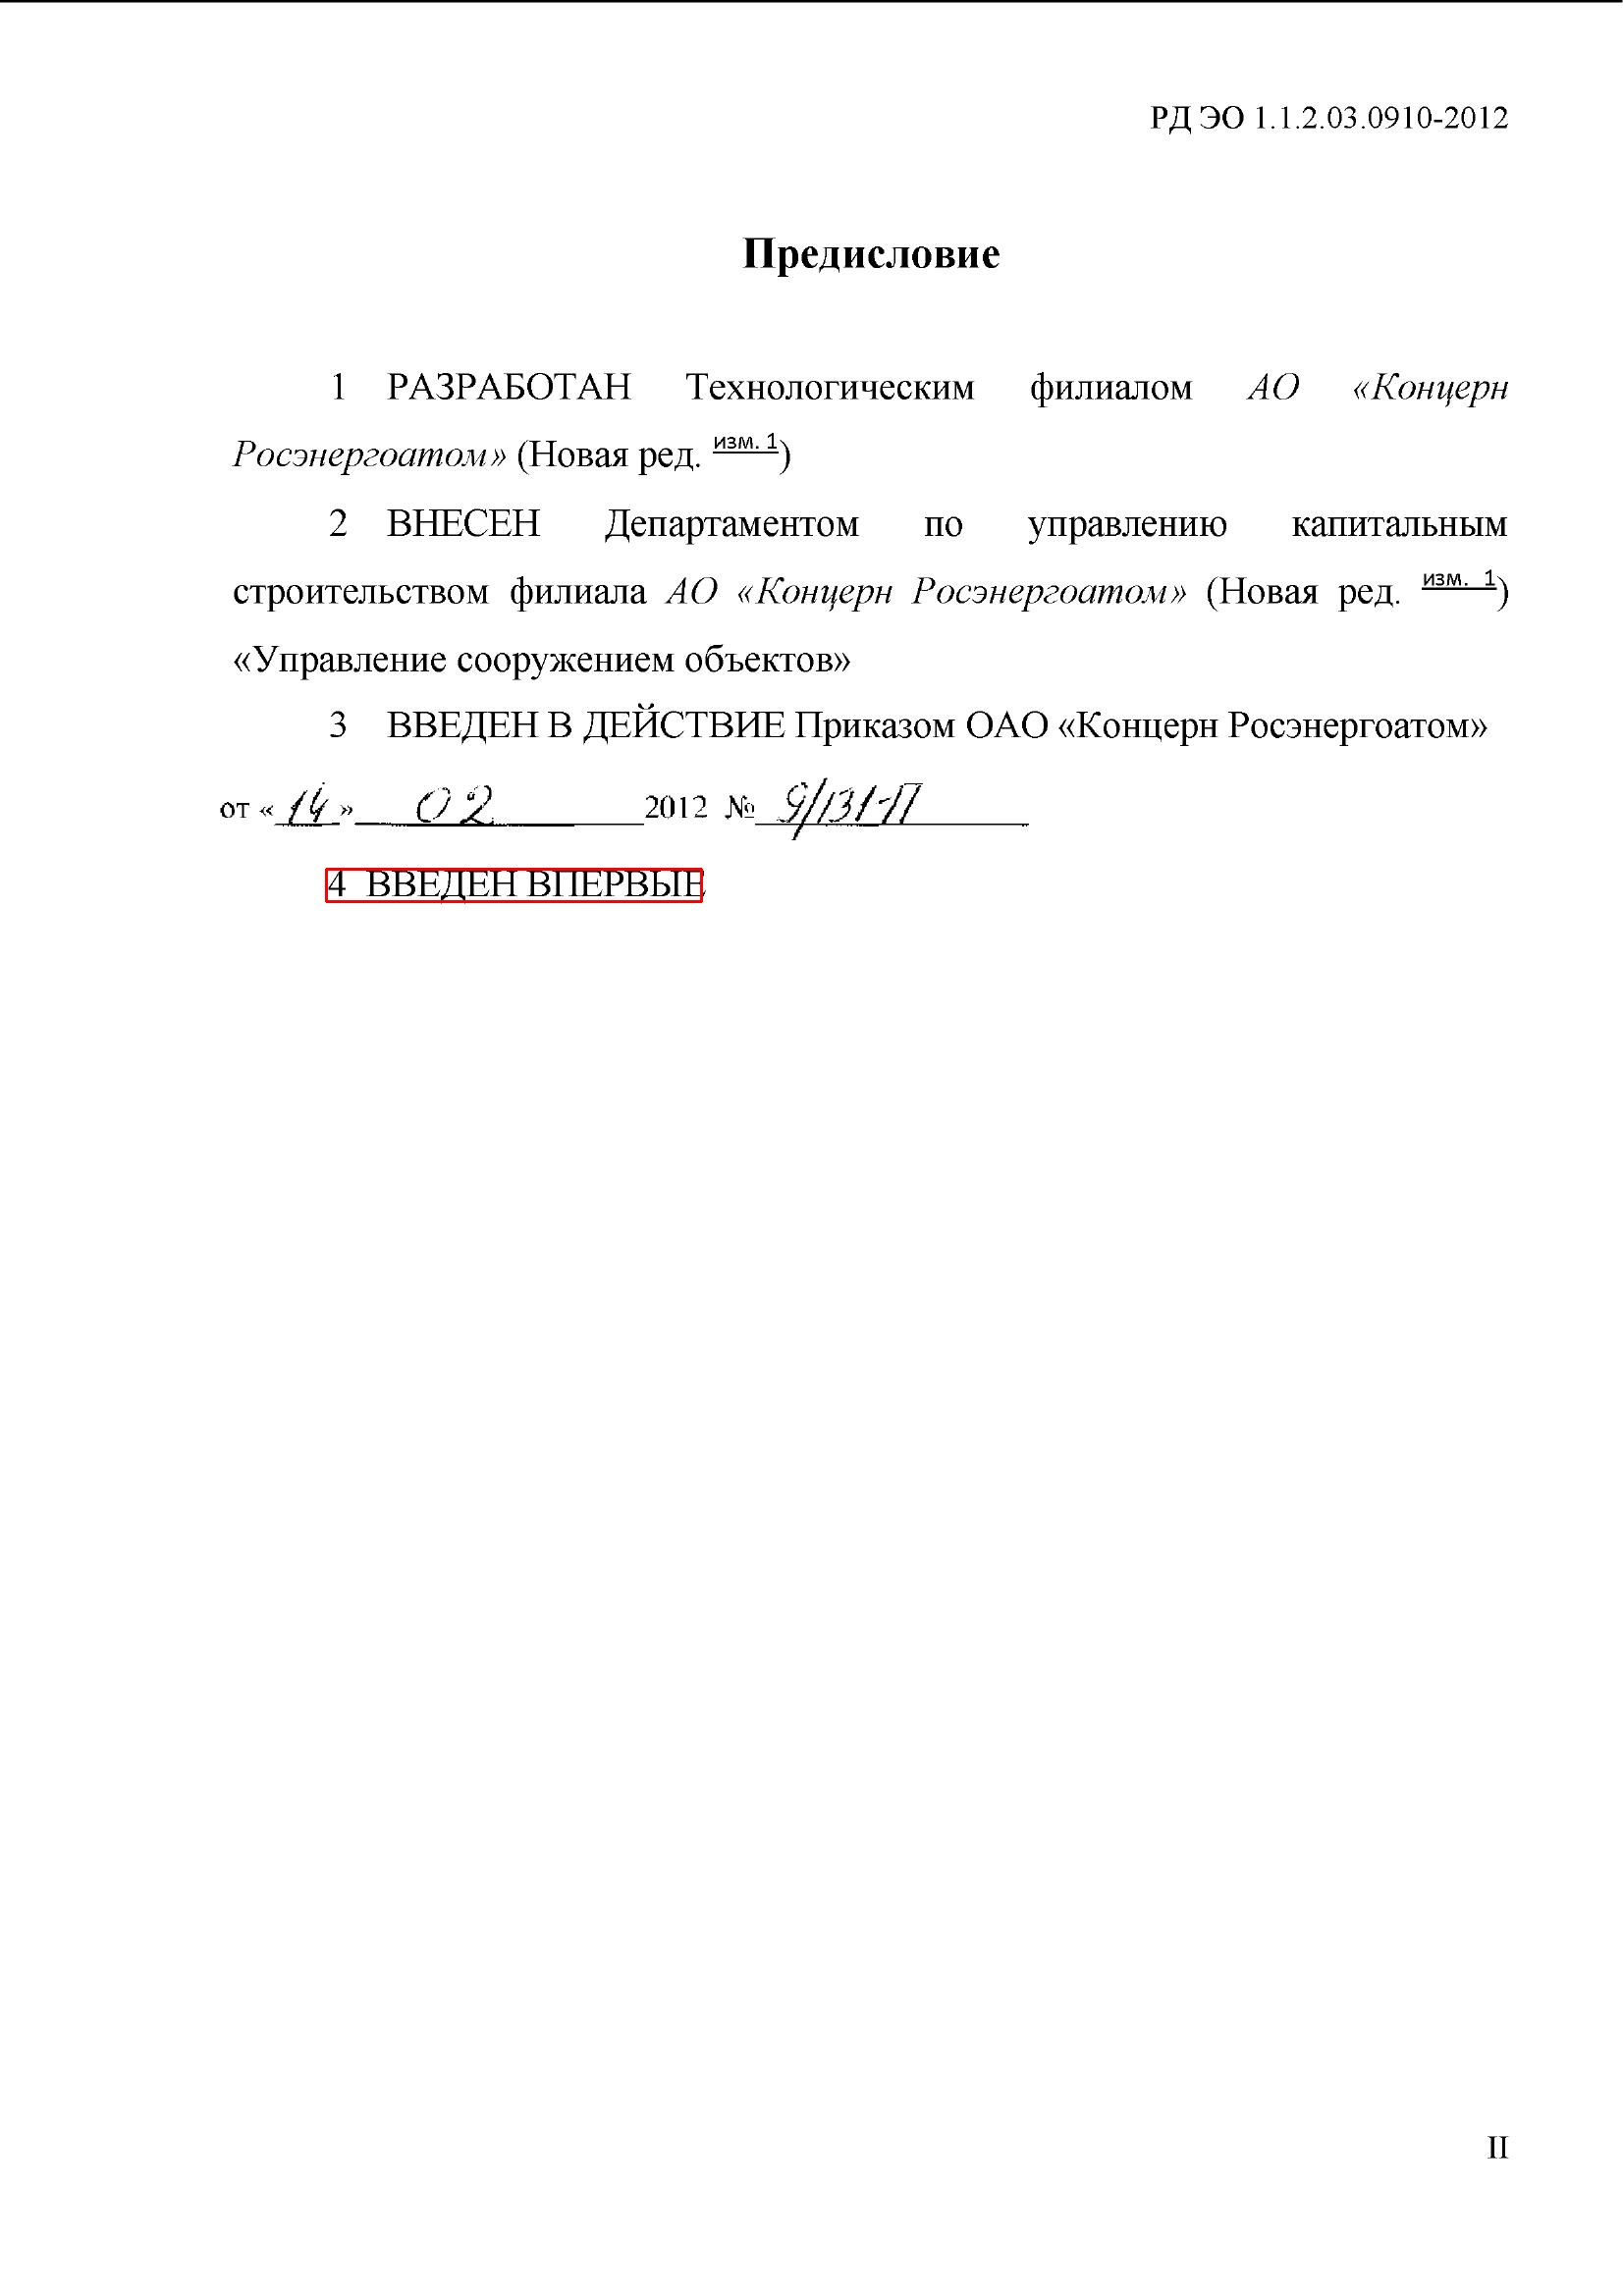 РД ЭО 1.1.2.03.0910-2012
Предисловие
1 РАЗРАБОТАН Технологическим филиалом АО «Концерн
Росэнергоатом» (Новая ред. изм. 1)
2 ВНЕСЕН Департаментом по управлению капитальным
строительством филиала АО «Концерн Росэнергоатом» (Новая ред. изм. 1)
«Управление сооружением объектов»
3 ВВЕДЕН В ДЕЙСТВИЕ Приказом ОАО «Концерн Росэнергоатом»
от «14» 02 2012 № 9/131-П
4 ВВЕДЕН ВПЕРВЫЕ
II